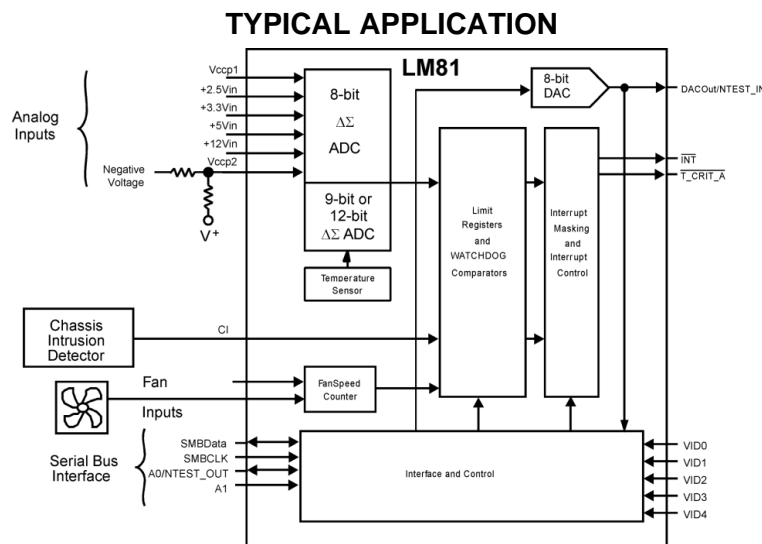 TYPICAL APPLICATION
LM81
Analog
Inputs
Vccp1
+2.5Vin
+3.3Vin
+5Vin
+12Vin
Vccp2
Negative
Voltage
V+
8-bit
ΔΣ
ADC
9-bit or
12-bit
ΔΣ ADC
Temperature
Sensor
8-bit
DAC
DACOut/NTEST_IN
INT
T_CRIT_A
Limit
Registers
and
WATCHDOG
Comparators
Interrupt
Masking
and
Interrupt
Control
Chassis
Intrusion
Detector
CI
Fan
Inputs
FanSpeed
Counter
Serial Bus
Interface
SMBData
SMBCLK
A0/NTEST_OUT
A1
Interface and Control
VID0
VID1
VID2
VID3
VID4